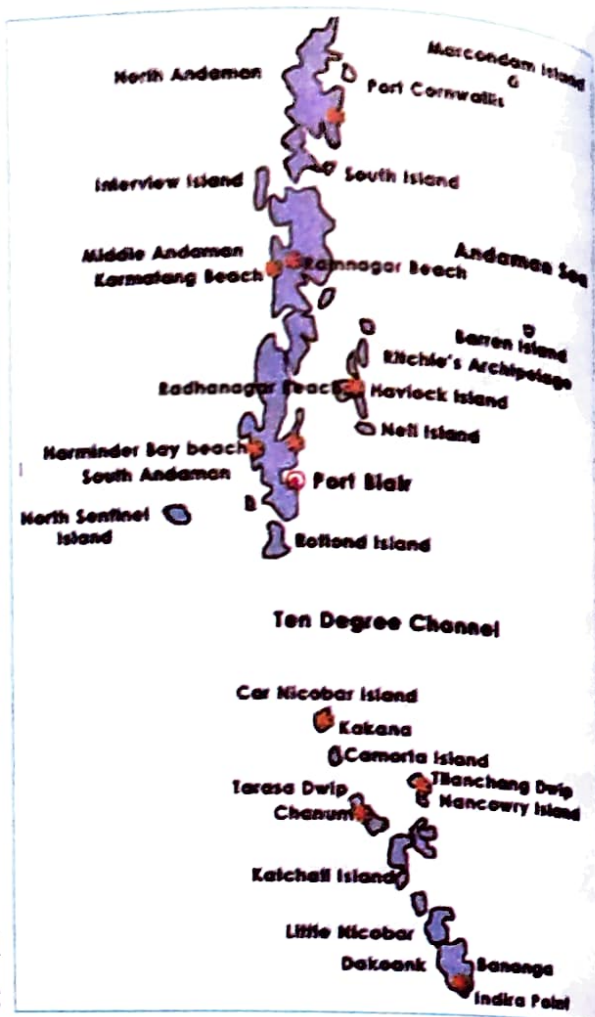 Marcondam Island
North Andaman
Port Cornwallis
Interview Island
South Island
Middle Andaman
Karmatang Beach
Ramnagar Beach
Andaman Sea
Barren Island
Ritchie's Archipelago
Radhanagar Beach
Havlock Island
Neil Island
Harminder Bay beach
South Andaman
Port Blair
North Sentinel
Island
Rottond Island
Ten Degree Channel
Car Nicobar Island
Kakana
Camorta Island
Tillanchang Dwip
Tarasa Dwip
Nancowry Island
Chanum
Katchall Island
Little Nicobar
Dakoank
Bananga
Indira Point